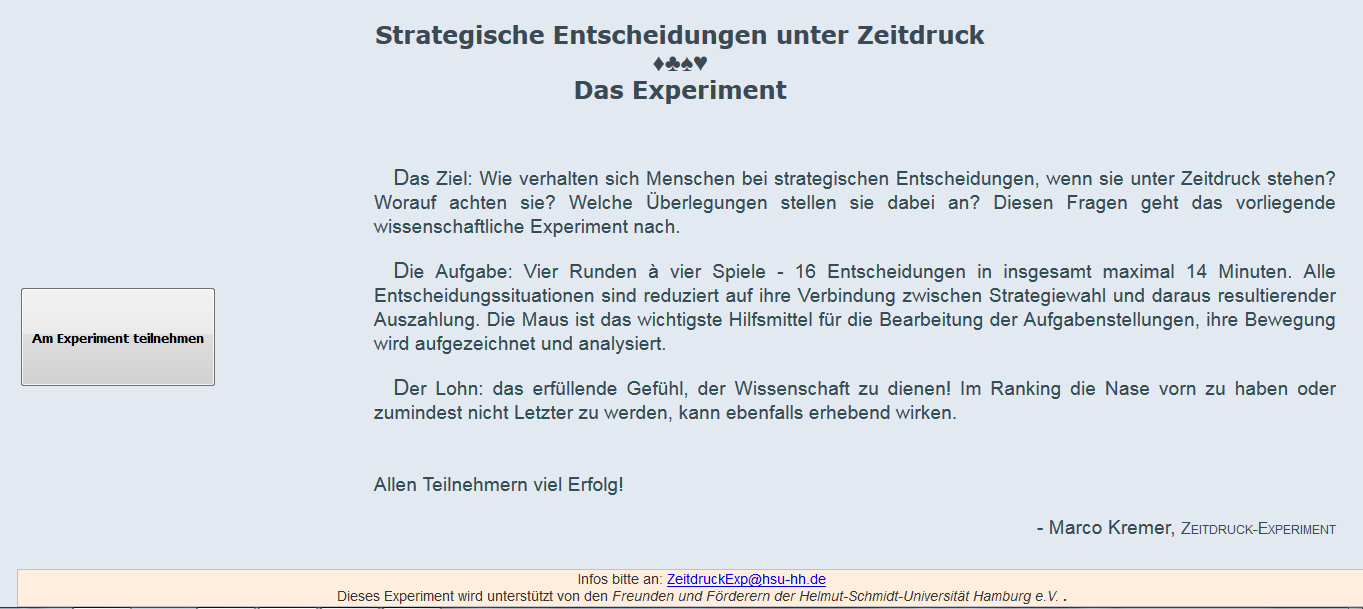 Strategische Entscheidungen unter Zeitdruck
♦♣♠♥
Das Experiment
Das Ziel: Wie verhalten sich Menschen bei strategischen Entscheidungen, wenn sie unter Zeitdruck stehen?
Worauf achten sie? Welche Überlegungen stellen sie dabei an? Diesen Fragen geht das vorliegende
wissenschaftliche Experiment nach.
Die Aufgabe: Vier Runden à vier Spiele - 16 Entscheidungen in insgesamt maximal 14 Minuten. Alle
Entscheidungssituationen sind reduziert auf ihre Verbindung zwischen Strategiewahl und daraus resultierender
Auszahlung. Die Maus ist das wichtigste Hilfsmittel für die Bearbeitung der Aufgabenstellungen, ihre Bewegung
wird aufgezeichnet und analysiert.
Am Experiment teilnehmen
Der Lohn: das erfüllende Gefühl, der Wissenschaft zu dienen! Im Ranking die Nase vorn zu haben oder
zumindest nicht Letzter zu werden, kann ebenfalls erhebend wirken.
Allen Teilnehmern viel Erfolg!
- Marco Kremer, ZEITDRUCK-EXPERIMENT
Infos bitte an: ZeitdruckExp@hsu-hh.de
Dieses Experiment wird unterstützt von den Freunden und Förderern der Helmut-Schmidt-Universität Hamburg e.V. .